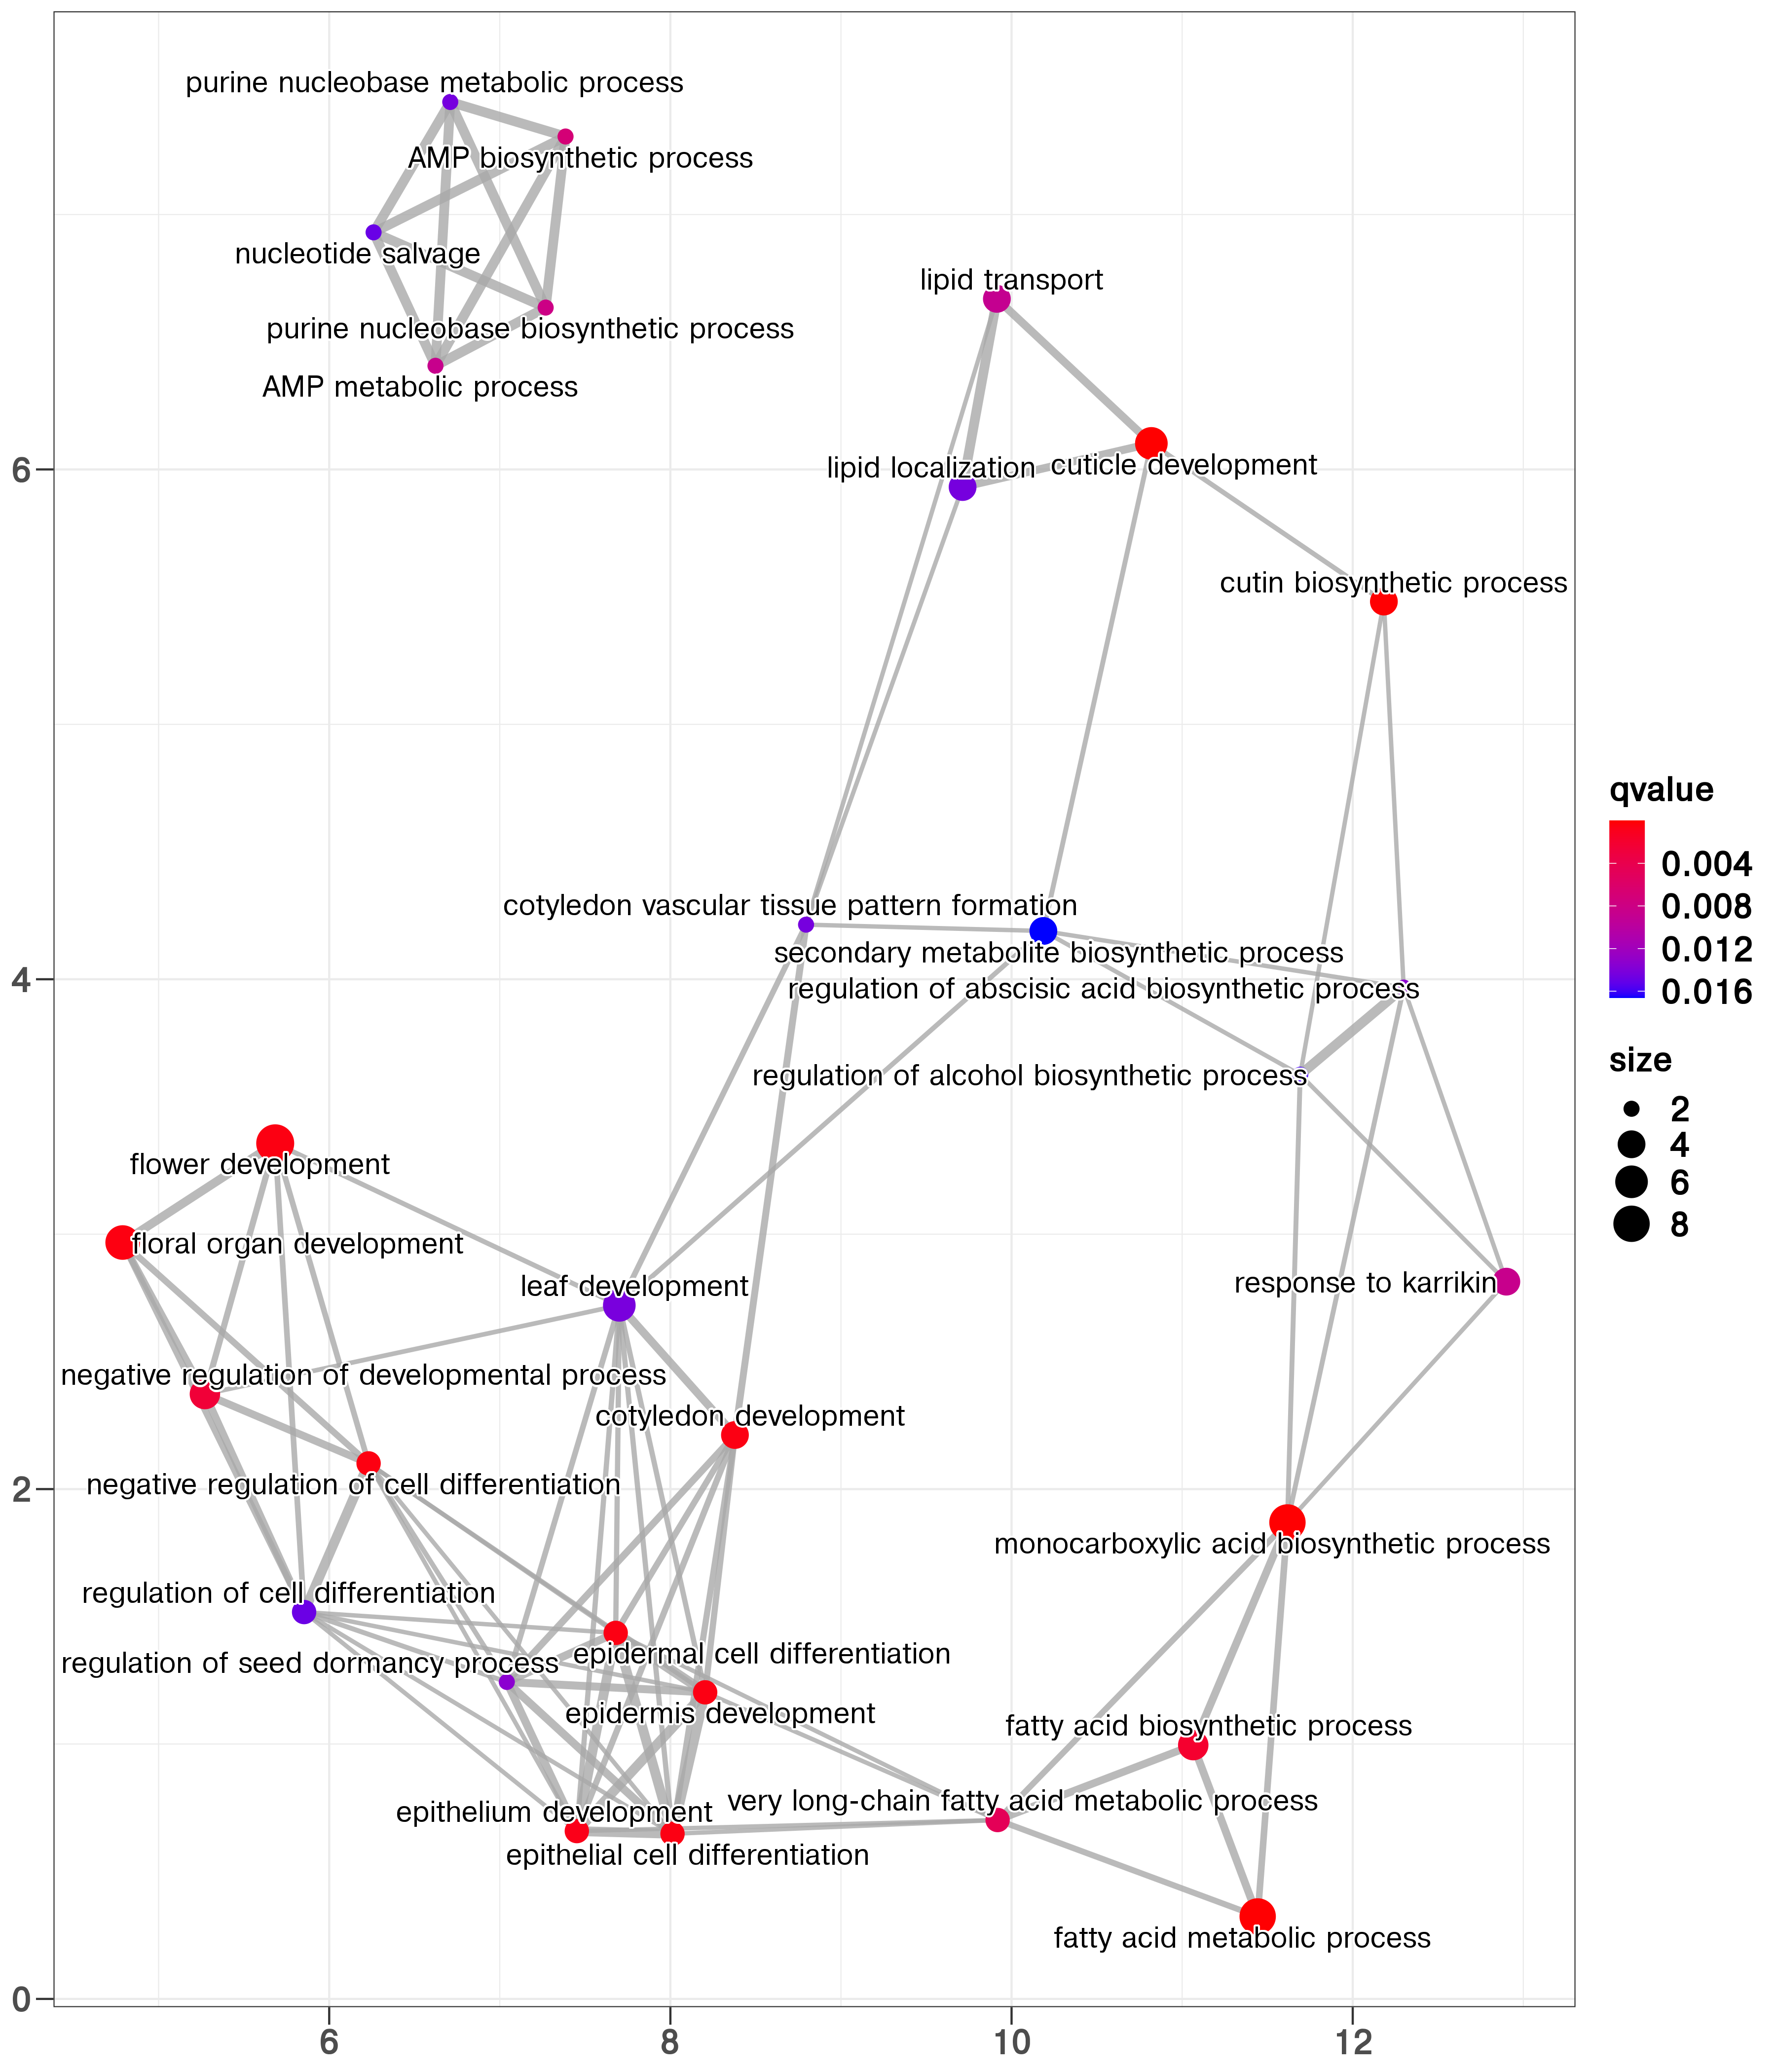 purine nucleobase metabolic process
AMP biosynthetic process
nucleotide salvage
purine nucleobase biosynthetic process
AMP metabolic process
lipid transport
lipid localization
cuticle development
cutin biosynthetic process
cotyledon vascular tissue pattern formation
secondary metabolite biosynthetic process
regulation of abscisic acid biosynthetic process
regulation of alcohol biosynthetic process
flower development
floral organ development
leaf development
response to karrikin
negative regulation of developmental process
cotyledon development
negative regulation of cell differentiation
monocarboxylic acid biosynthetic process
regulation of cell differentiation
epidermal cell differentiation
regulation of seed dormancy process
epidermis development
fatty acid biosynthetic process
very long-chain fatty acid metabolic process
epithelium development
epithelial cell differentiation
fatty acid metabolic process
6
4
2
0
6
8
10
12
qvalue
0.004
0.008
0.012
0.016
size
2
4
6
8